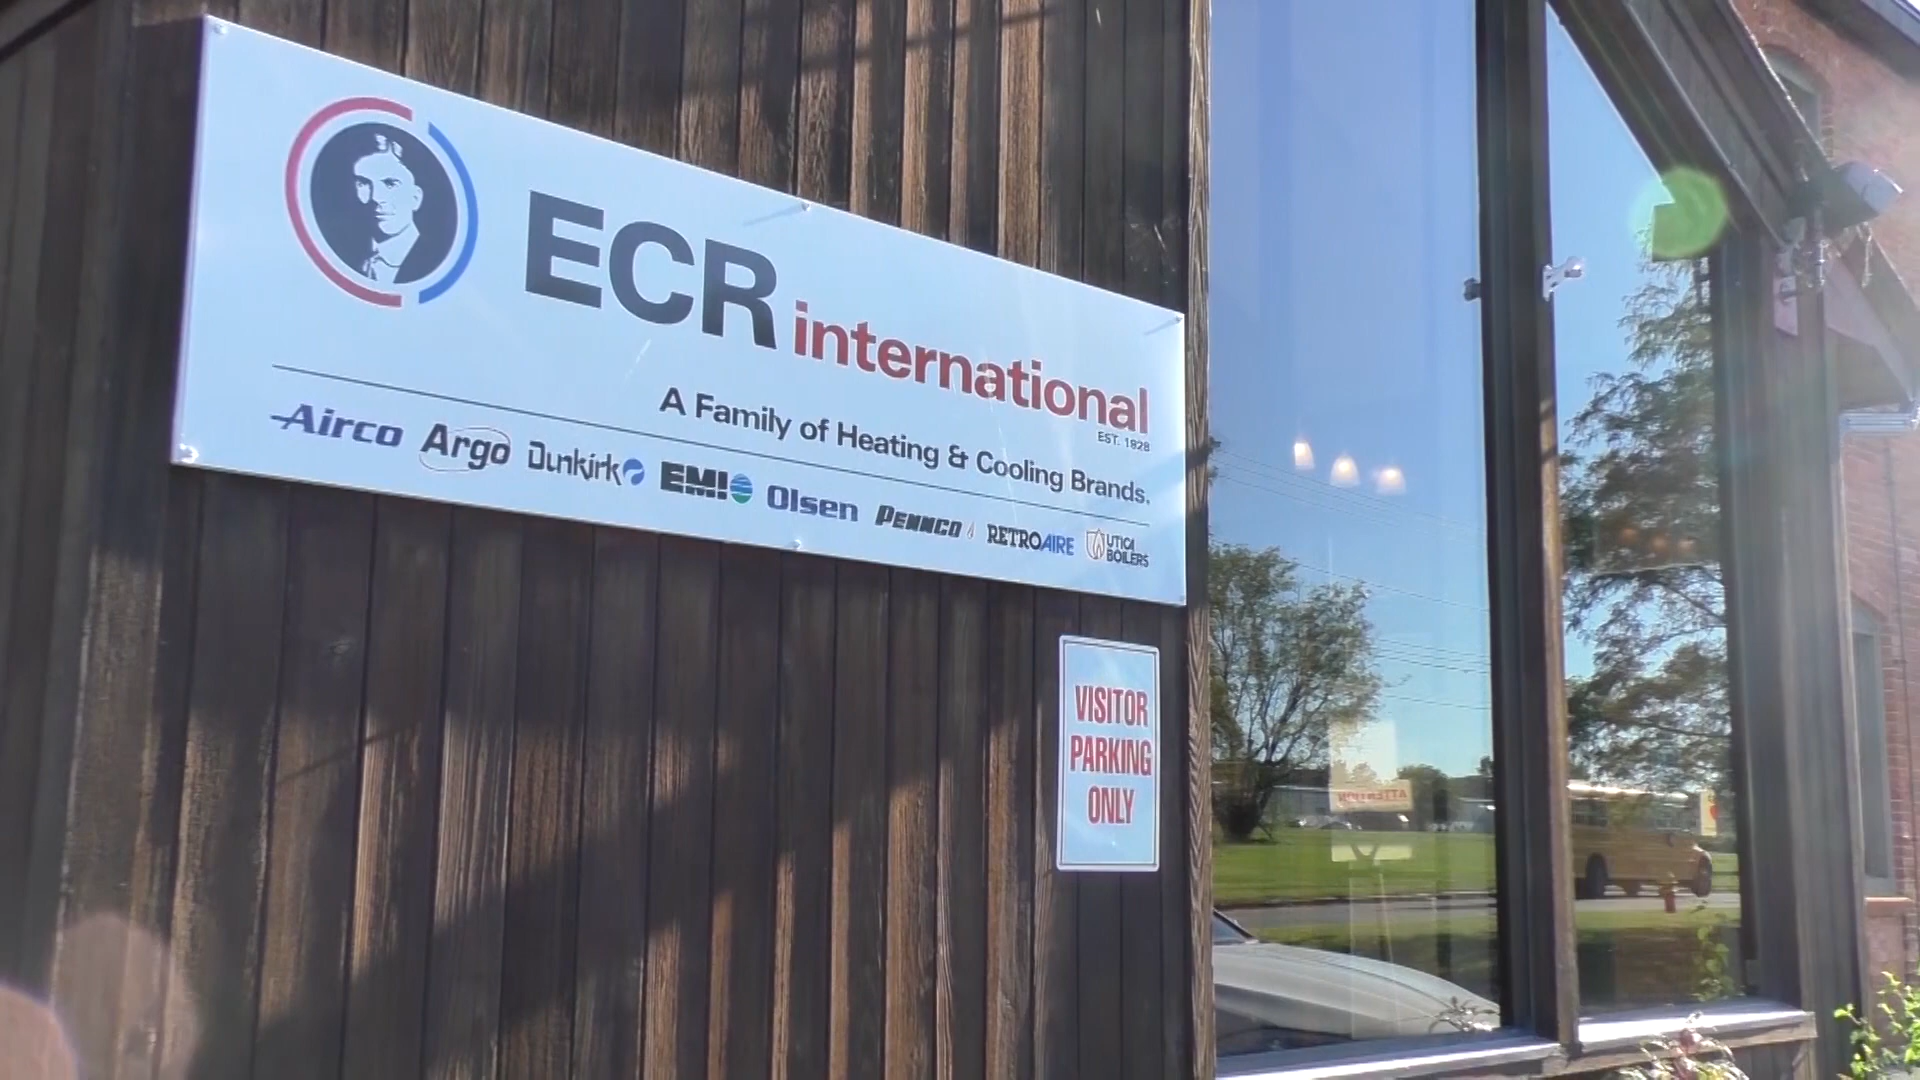 ECR international
EST. 1928
A Family of Heating & Cooling Brands.
Airco Argo Dunkirk EMI Olsen PENNCO RETROAIRE UTICA BOILERS
VISITOR
PARKING
ONLY
ATTENTION